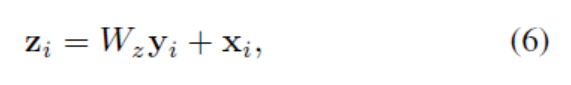 z_i = W_z y_i + x_i, (6)